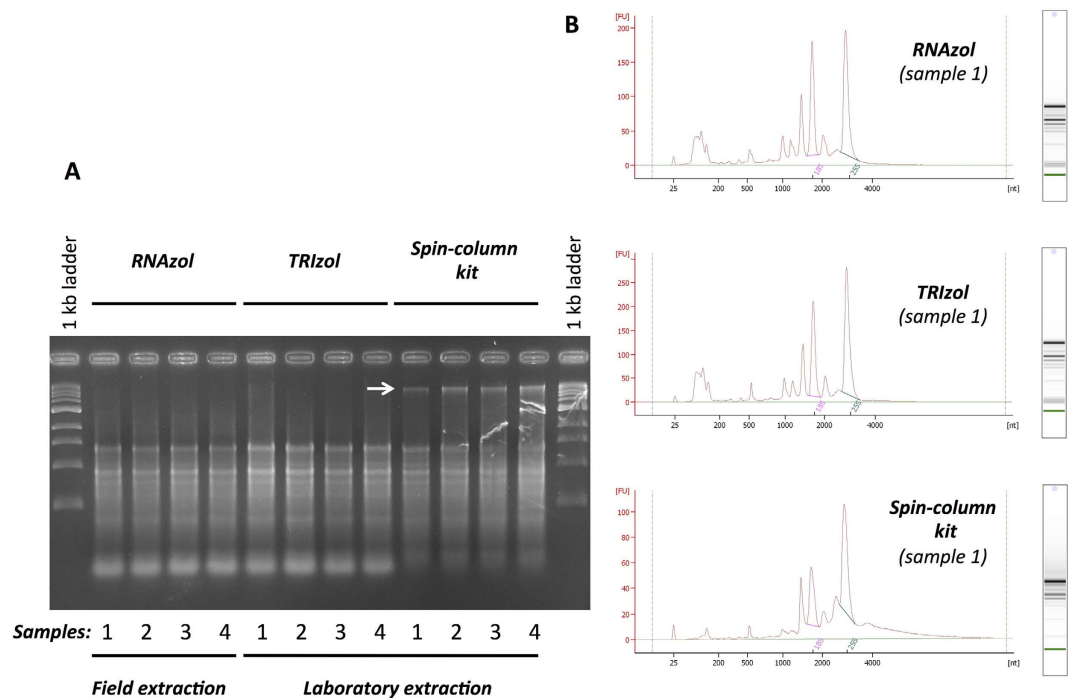 A
1 kb ladder
RNAzol
TRIzol
Spin-column
kit
1 kb ladder
Samples: 1 2 3 4 1 2 3 4 1 2 3 4
Field extraction
Laboratory extraction
B
[FU]
200
150
100
50
0
25 200 500 1000 2000 4000 [nt]
18S
25S
RNAzol
(sample 1)
[FU]
250
200
150
100
50
0
25 200 500 1000 2000 4000 [nt]
18S
25S
TRIzol
(sample 1)
[FU]
100
80
60
40
20
0
25 200 500 1000 2000 4000 [nt]
18S
25S
Spin-column
kit
(sample 1)